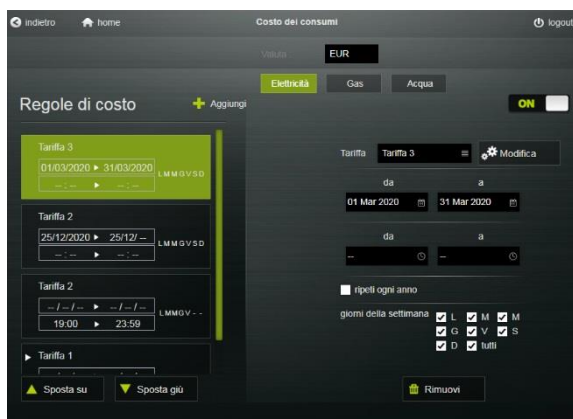 indietro home Costo dei consumi logout
Valuta EUR
Elettricità Gas Acqua
Regole di costo Aggiungi ON
Tariffa 3
01/03/2020 ▸ 31/03/2020 LMMGVSD
-- : -- ▸ -- : --
Tariffa 2
25/12/2020 ▸ 25/12/ -- LMMGVSD
-- : -- ▸ -- : --
Tariffa 2
-- / -- / -- ▸ -- / -- / -- LMMGV - -
19:00 ▸ 23:59
Tariffa 1
Sposta su Sposta giù
Tariffa Tariffa 3 Modifica
da a
01 Mar 2020 31 Mar 2020
da a
-- --
ripeti ogni anno
giorni della settimana L M M
G V S
D tutti
Rimuovi